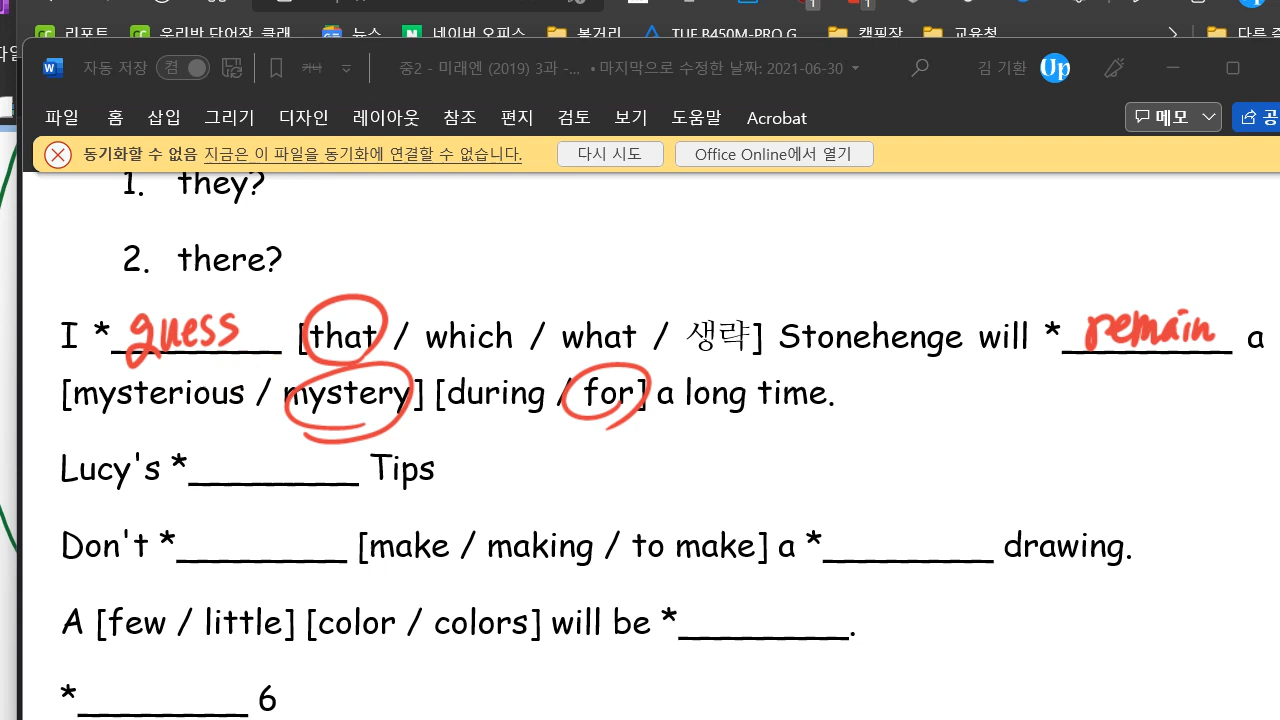 리포트 우리반 단어장, 클래 뉴스 네이버 오피스 볼거리 TUF B450M-PRO G 캠핑장 교육청 다른 즐
자동 저장 켬 가나 중2 - 미래엔 (2019) 3과 -... • 마지막으로 수정한 날짜: 2021-06-30 김 기환 Up
파일 홈 삽입 그리기 디자인 레이아웃 참조 편지 검토 보기 도움말 Acrobat 메모 공
동기화할 수 없음 지금은 이 파일을 동기화에 연결할 수 없습니다. 다시 시도 Office Online에서 열기
1. they?
2. there?
I *guess [that / which / what / 생략] Stonehenge will *remain a
[mysterious / mystery] [during / for] a long time.
Lucy's *________ Tips
Don't *________ [make / making / to make] a *________ drawing.
A [few / little] [color / colors] will be *________.
*________ 6